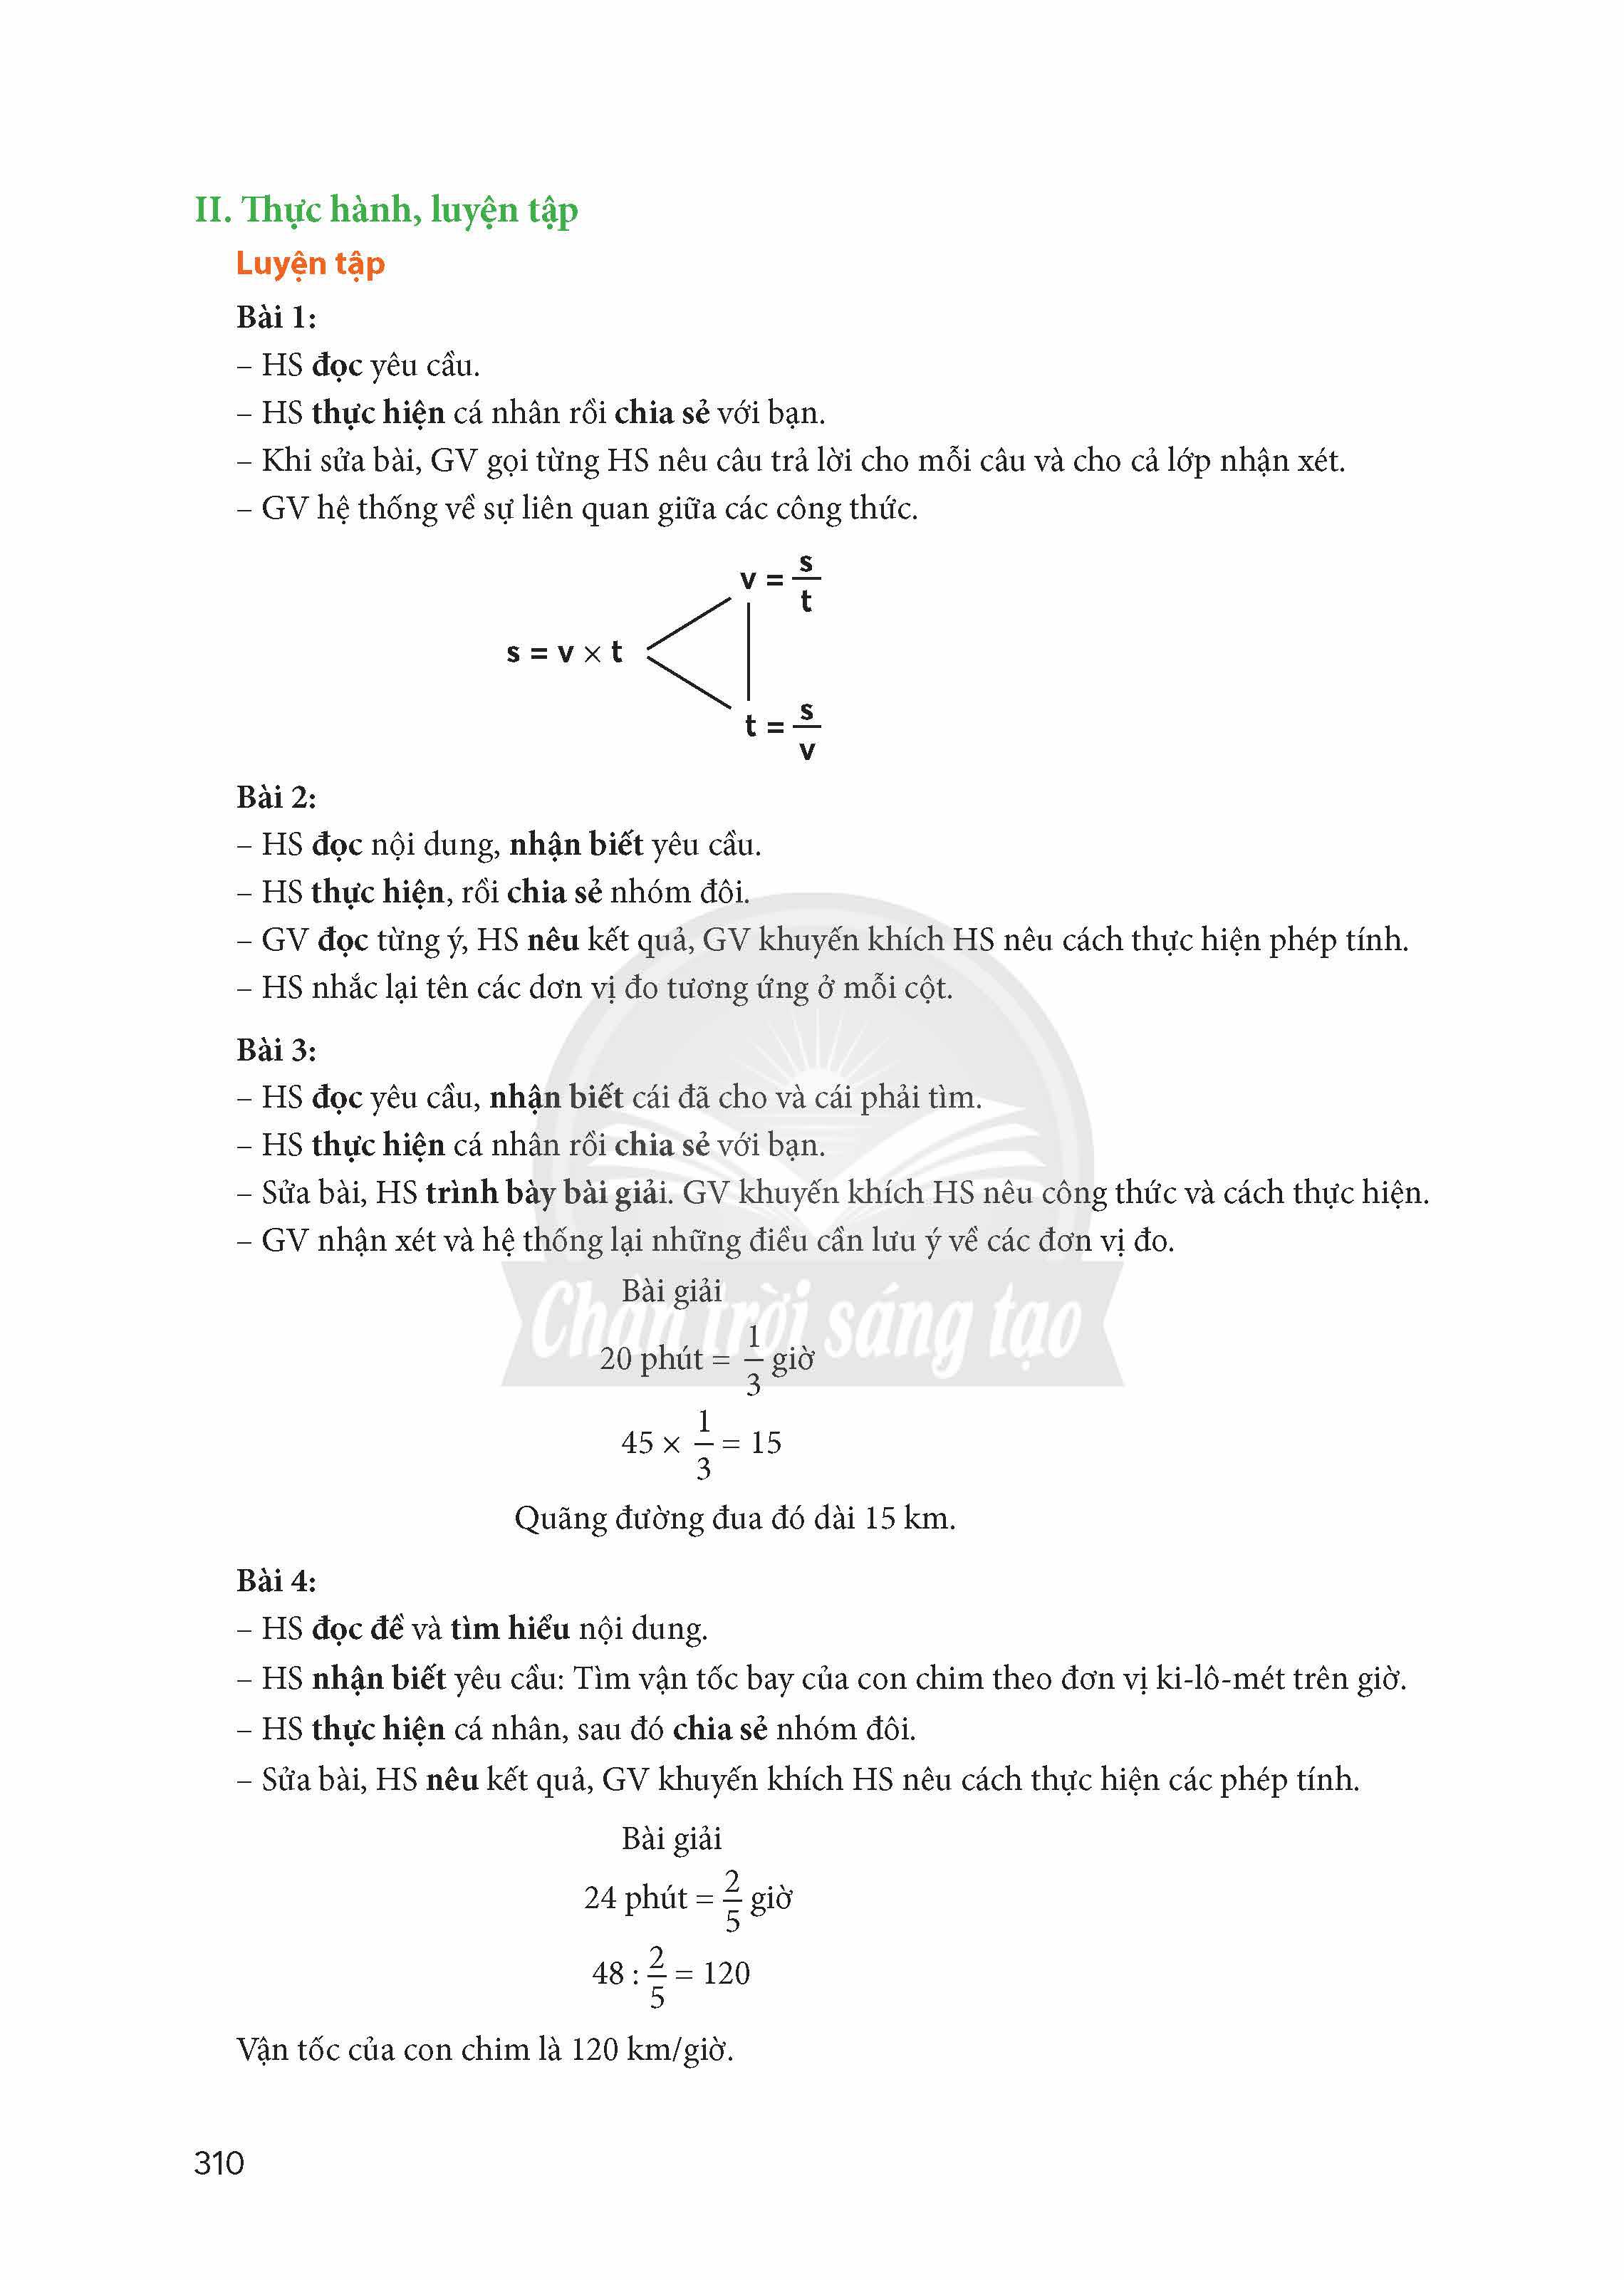 II. Thực hành, luyện tập
Luyện tập
Bài 1:
– HS đọc yêu cầu.
– HS thực hiện cá nhân rồi chia sẻ với bạn.
– Khi sửa bài, GV gọi từng HS nêu câu trả lời cho mỗi câu và cho cả lớp nhận xét.
– GV hệ thống về sự liên quan giữa các công thức.
v = s/t
s = v × t
t = s/v
Bài 2:
– HS đọc nội dung, nhận biết yêu cầu.
– HS thực hiện, rồi chia sẻ nhóm đôi.
– GV đọc từng ý, HS nêu kết quả, GV khuyến khích HS nêu cách thực hiện phép tính.
– HS nhắc lại tên các dơn vị đo tương ứng ở mỗi cột.
Bài 3:
– HS đọc yêu cầu, nhận biết cái đã cho và cái phải tìm.
– HS thực hiện cá nhân rồi chia sẻ với bạn.
– Sửa bài, HS trình bày bài giải. GV khuyến khích HS nêu công thức và cách thực hiện.
– GV nhận xét và hệ thống lại những điều cần lưu ý về các đơn vị đo.
Bài giải
Chân trời sáng tạo
20 phút = 1/3 giờ
45 × 1/3 = 15
Quãng đường đua đó dài 15 km.
Bài 4:
– HS đọc đề và tìm hiểu nội dung.
– HS nhận biết yêu cầu: Tìm vận tốc bay của con chim theo đơn vị ki-lô-mét trên giờ.
– HS thực hiện cá nhân, sau đó chia sẻ nhóm đôi.
– Sửa bài, HS nêu kết quả, GV khuyến khích HS nêu cách thực hiện các phép tính.
Bài giải
24 phút = 2/5 giờ
48 : 2/5 = 120
Vận tốc của con chim là 120 km/giờ.
310